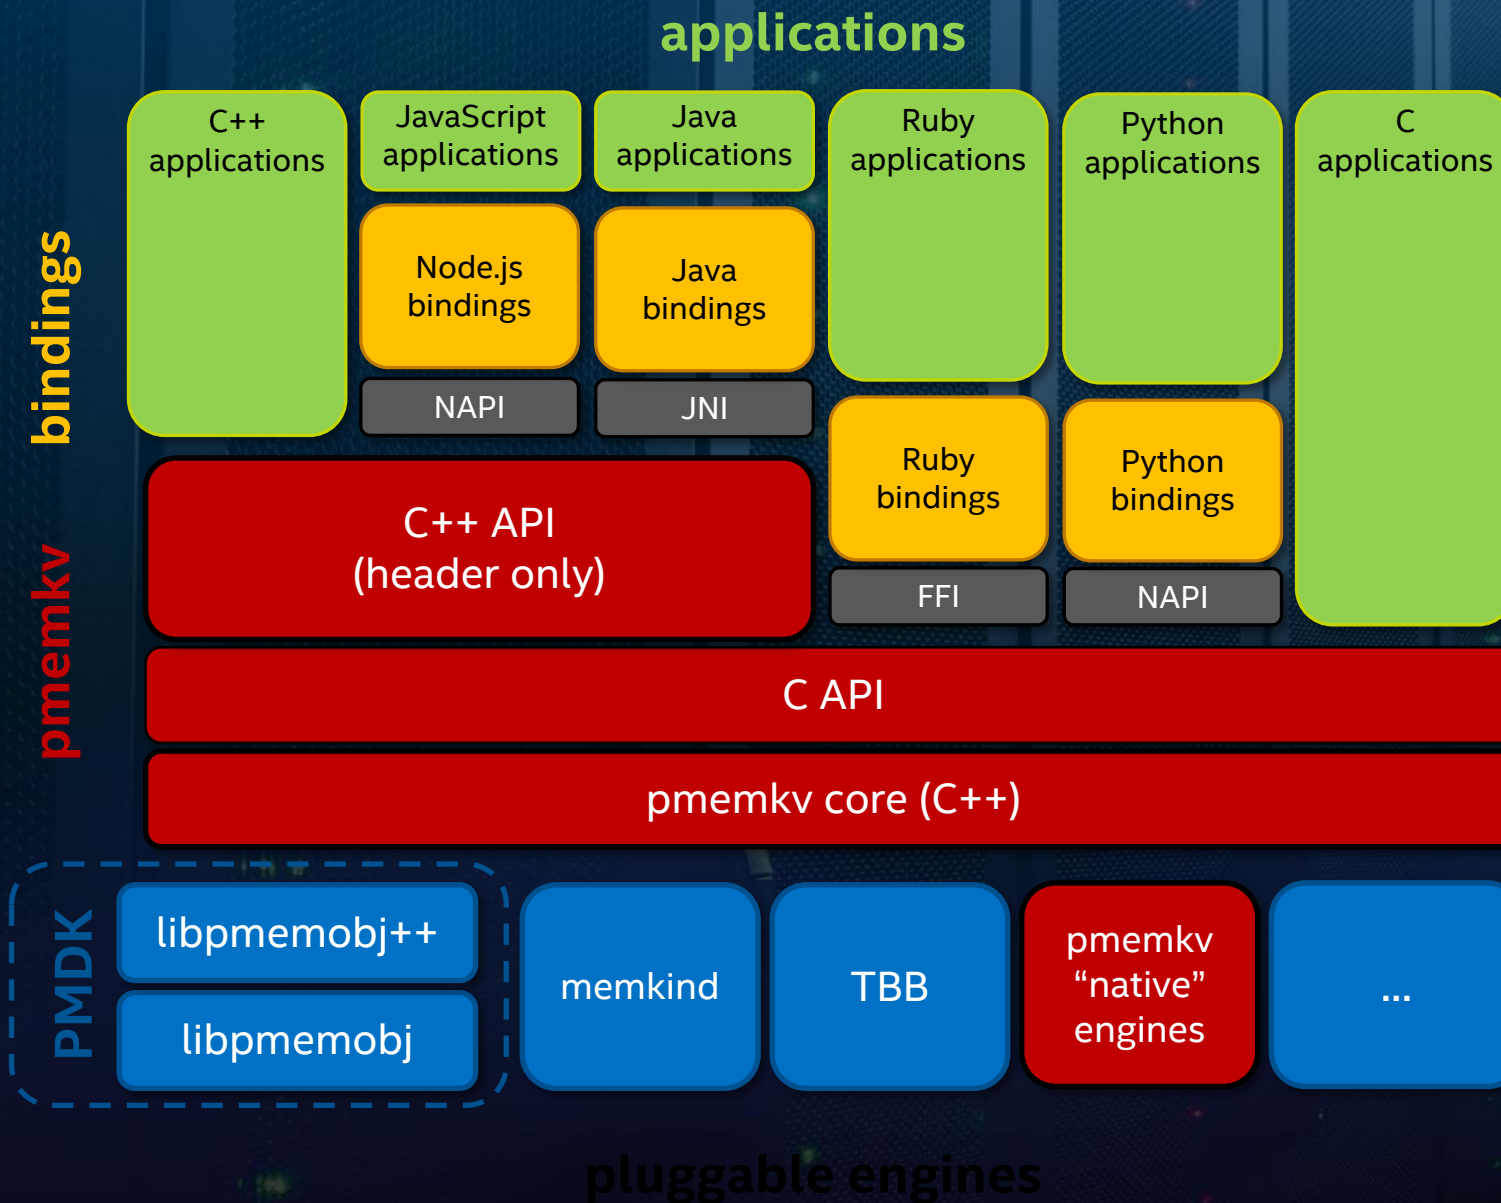 applications
C++
applications
JavaScript
applications
Java
applications
Ruby
applications
Python
applications
C
applications
bindings
Node.js
bindings
Java
bindings
NAPI
JNI
Ruby
bindings
Python
bindings
FFI
NAPI
pmemkv
C++ API
(header only)
C API
pmemkv core (C++)
PMDK
libpmemobj++
libpmemobj
memkind
TBB
pmemkv
“native”
engines
...
pluggable engines